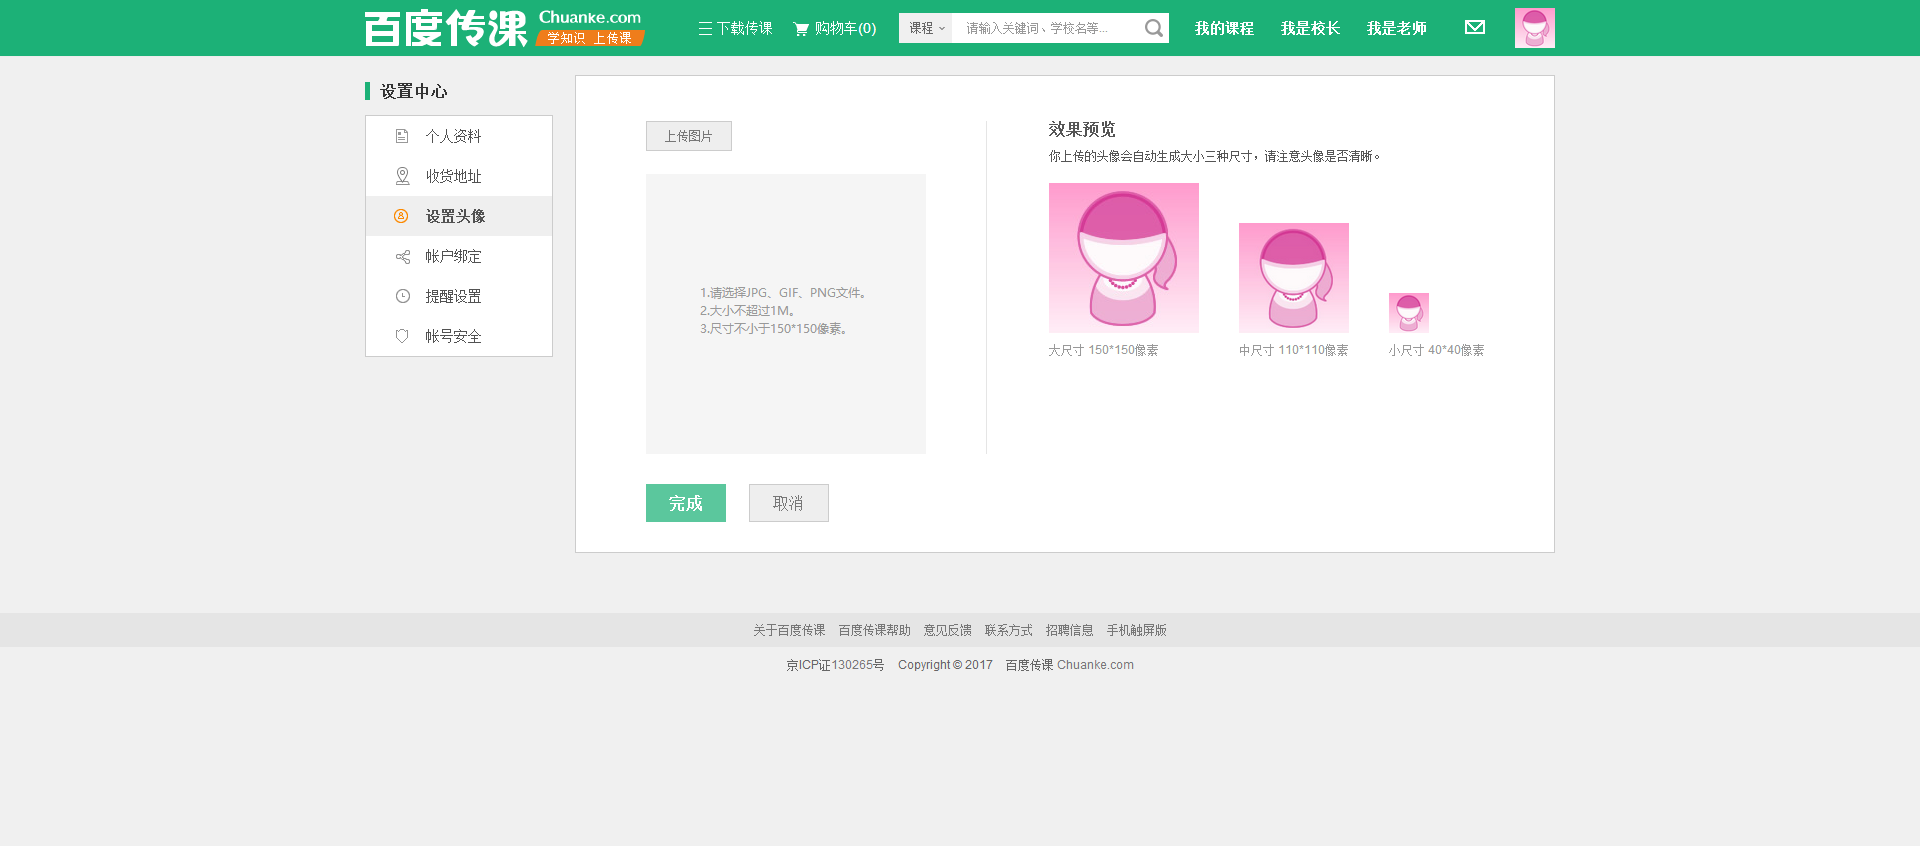 百度传课 Chuanke.com
学知识 上传课
下载传课 购物车(0) 课程 请输入关键词、学校名等... 我的课程 我是校长 我是老师
设置中心
个人资料
收货地址
设置头像
帐户绑定
提醒设置
帐号安全
上传图片
1.请选择JPG、GIF、PNG文件。
2.大小不超过1M。
3.尺寸不小于150*150像素。
完成 取消
效果预览
你上传的头像会自动生成大小三种尺寸，请注意头像是否清晰。
大尺寸 150*150像素 中尺寸 110*110像素 小尺寸 40*40像素
关于百度传课 百度传课帮助 意见反馈 联系方式 招聘信息 手机触屏版
京ICP证130265号 Copyright © 2017 百度传课 Chuanke.com